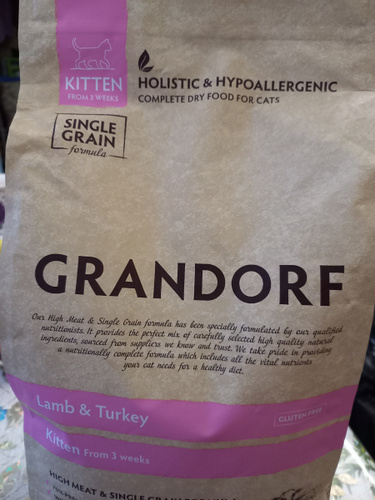 KITTEN
FROM 3 WEEKS
HOLISTIC & HYPOALLERGENIC
COMPLETE DRY FOOD FOR CATS
SINGLE
GRAIN
formula
GRANDORF
Our High Meat & Single Grain formula has been specially formulated by our qualified
nutritionists. It provides the perfect mix of carefully selected high quality natural
ingredients, sourced from suppliers we know and trust. We take pride in providing
a nutritionally complete formula which includes all the vital nutrients
your cat needs for a healthy diet.
Lamb & Turkey
GLUTEN FREE
Kitten From 3 weeks
HIGH MEAT & SINGLE GRAIN